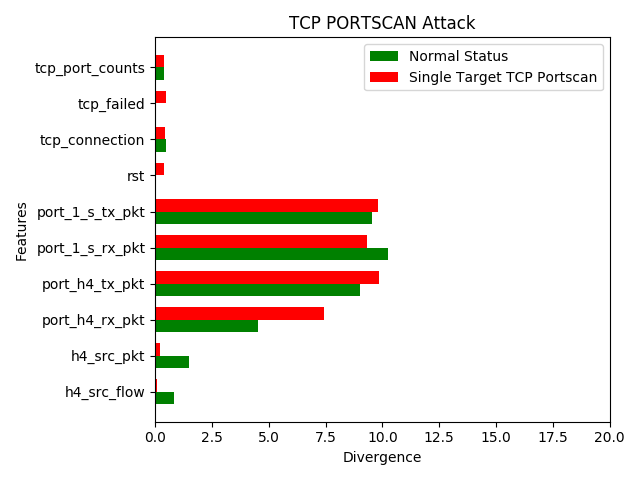 TCP PORTSCAN Attack
Normal Status
Single Target TCP Portscan
Features
tcp_port_counts
tcp_failed
tcp_connection
rst
port_1_s_tx_pkt
port_1_s_rx_pkt
port_h4_tx_pkt
port_h4_rx_pkt
h4_src_pkt
h4_src_flow
0.0 2.5 5.0 7.5 10.0 12.5 15.0 17.5 20.0
Divergence